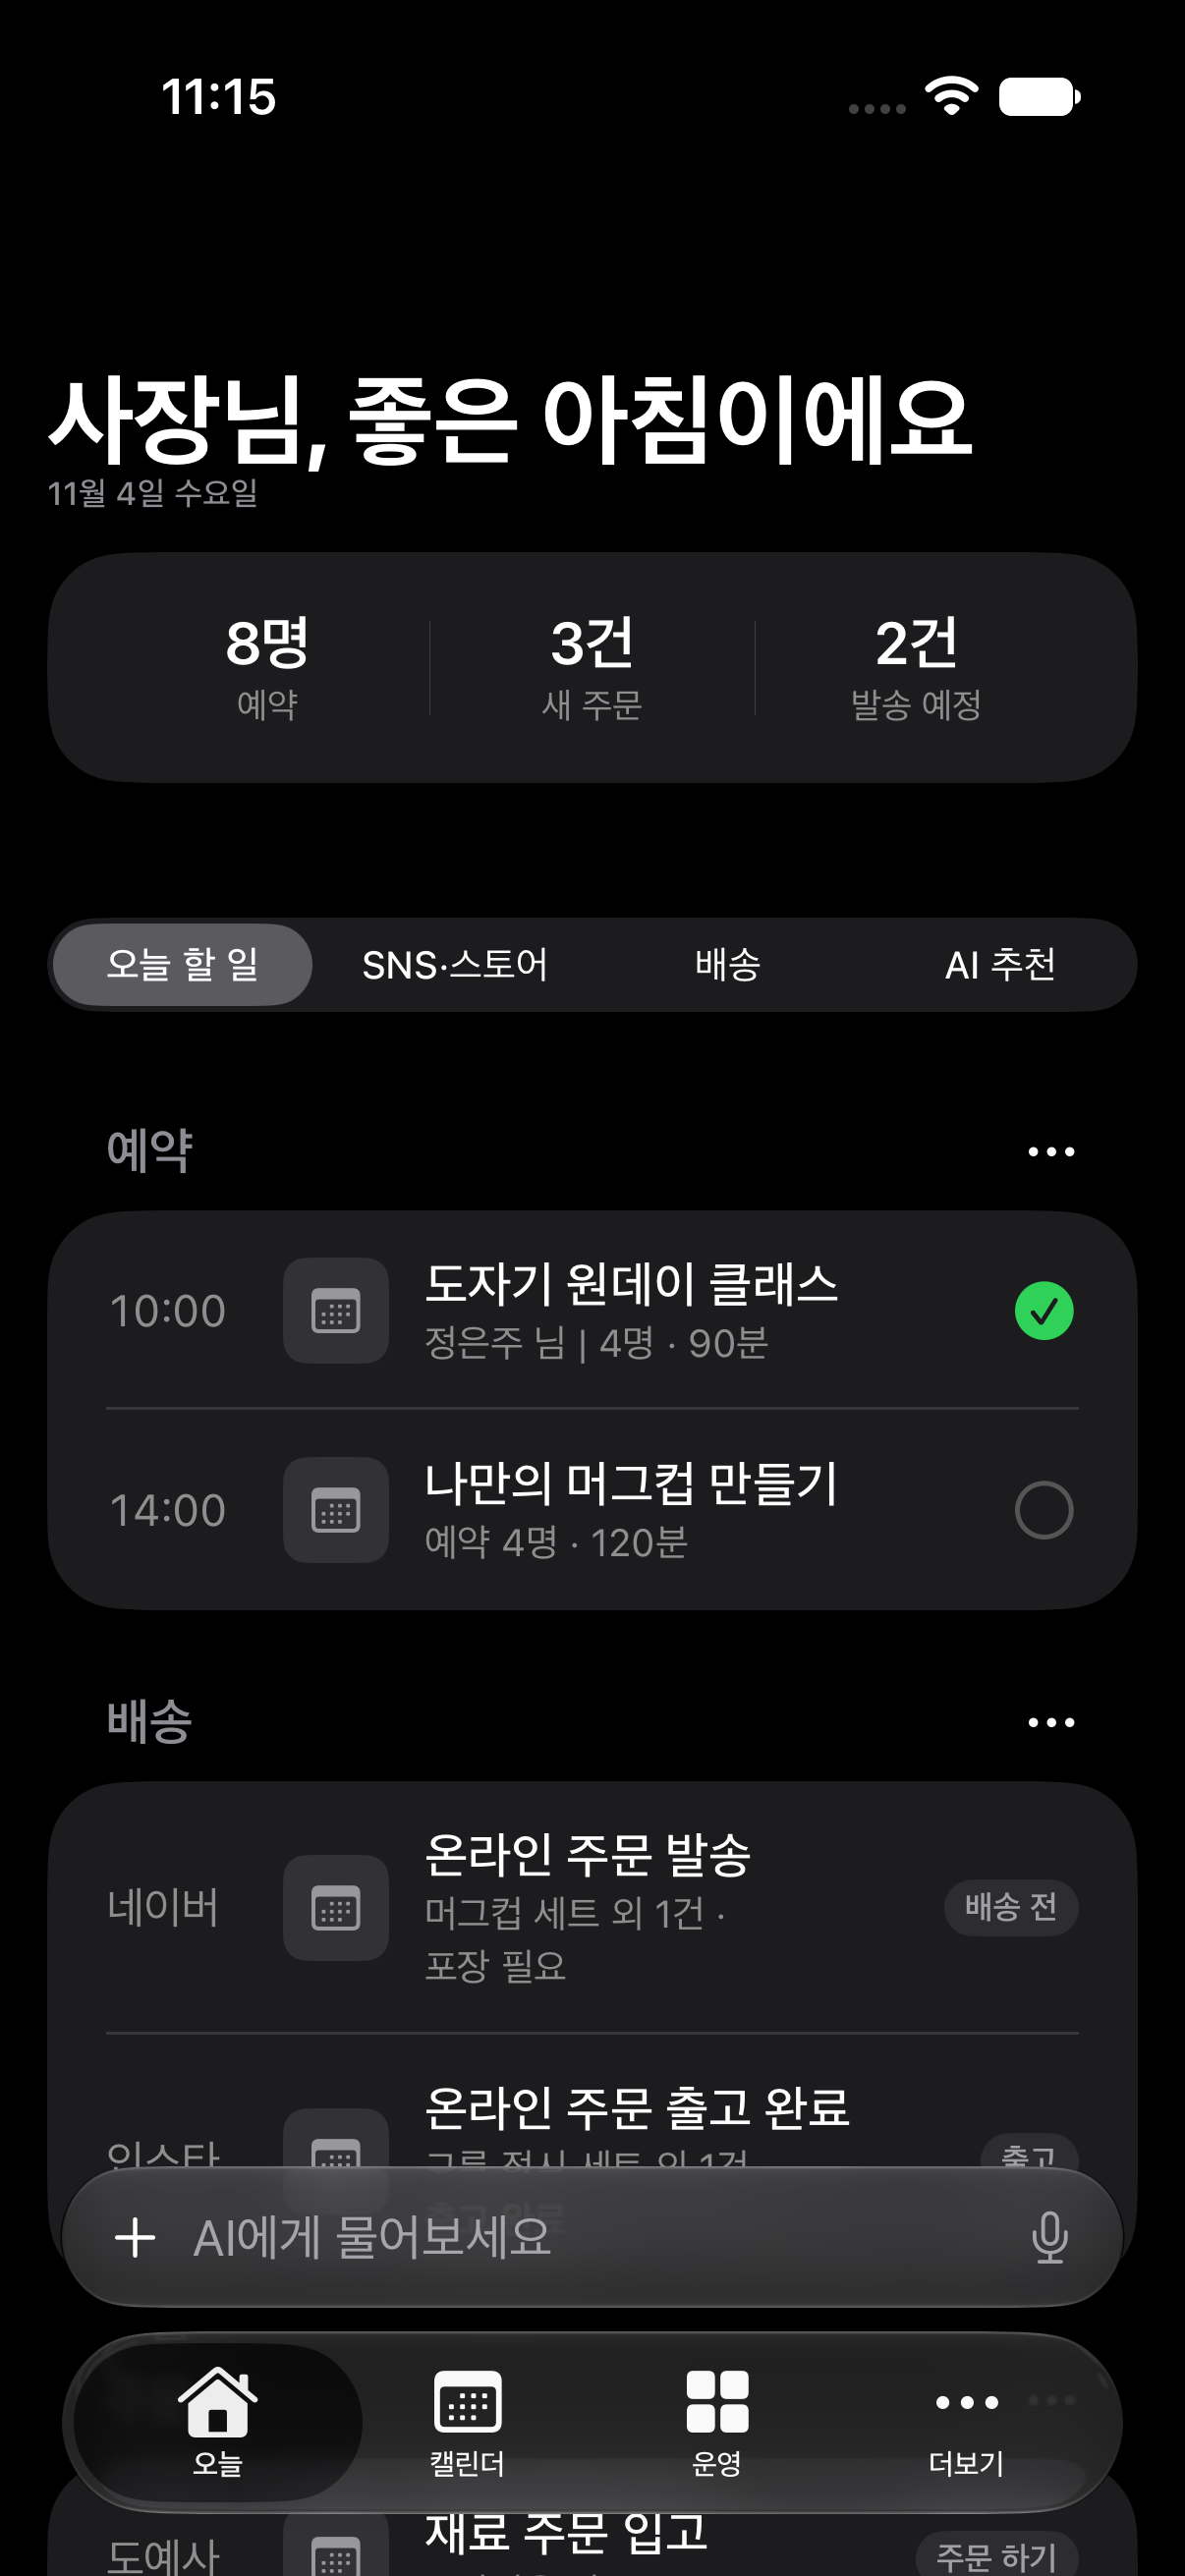 11:15
사장님, 좋은 아침이에요
11월 4일 수요일
8명
3건
2건
예약
새 주문
발송 예정
오늘 할 일
SNS·스토어
배송
AI 추천
예약
10:00
도자기 원데이 클래스
정은주 님 | 4명 · 90분
14:00
나만의 머그컵 만들기
예약 4명 · 120분
배송
네이버
온라인 주문 발송
머그컵 세트 외 1건 ·
포장 필요
배송 전
인스타
온라인 주문 출고 완료
출고
AI에게 물어보세요
오늘
캘린더
운영
더보기
도예사
재료 주문 입고
주문 하기